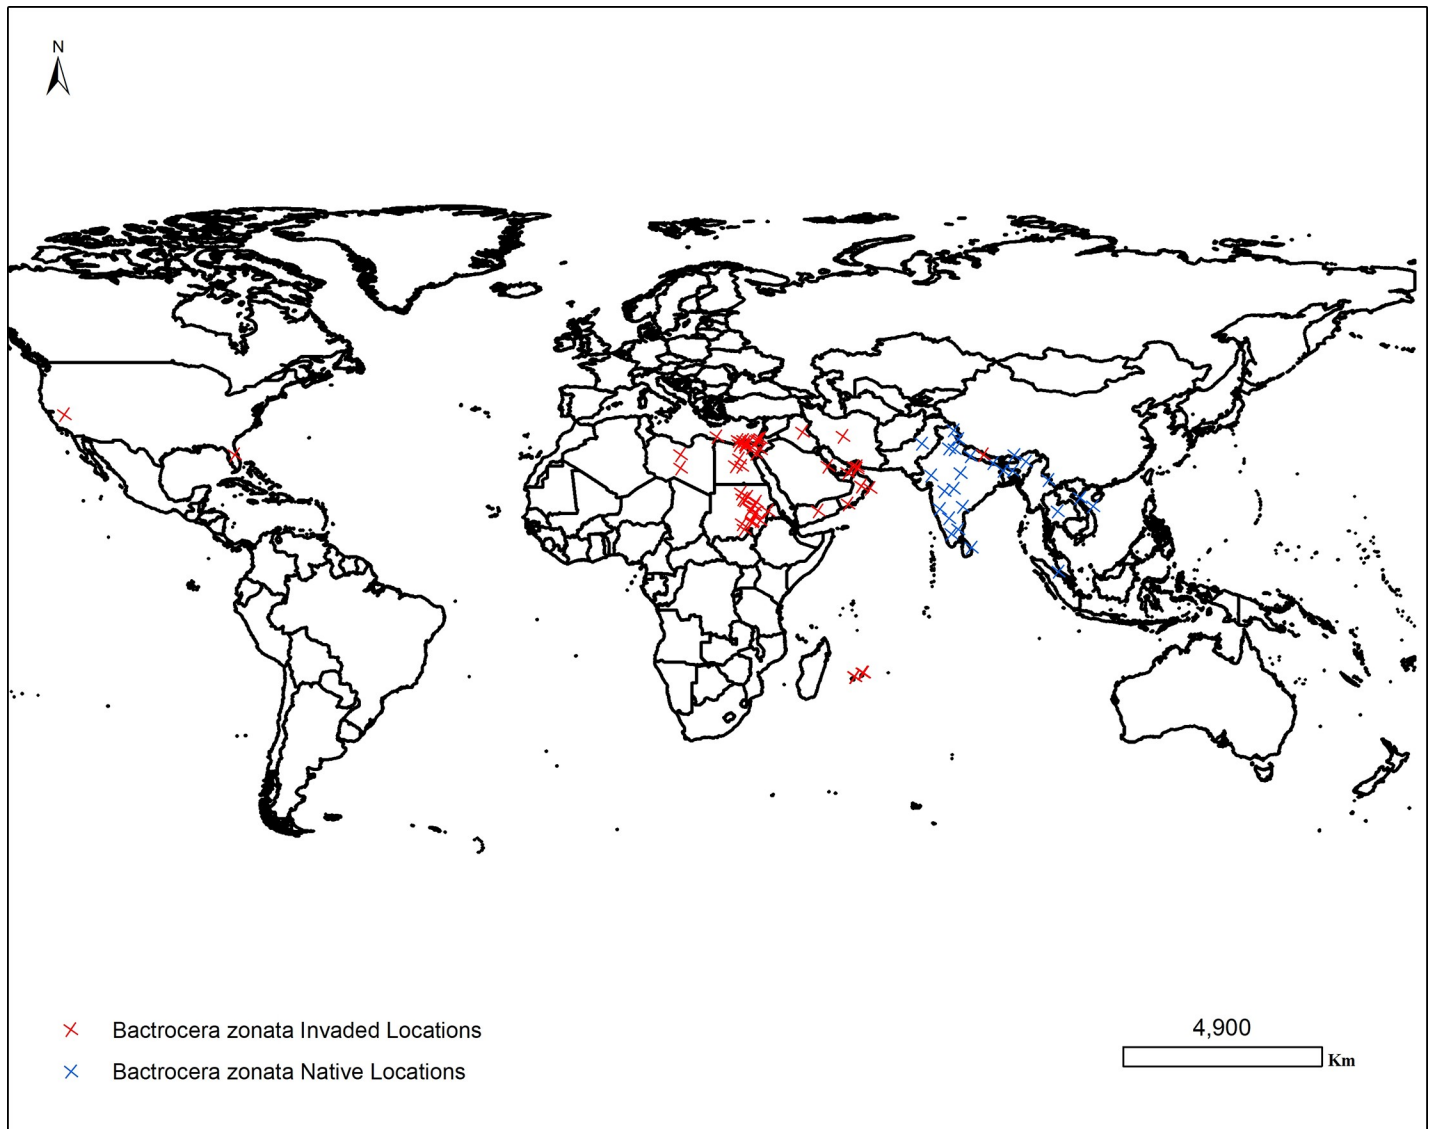 N
Bactrocera zonata Invaded Locations
Bactrocera zonata Native Locations
4,900
Km